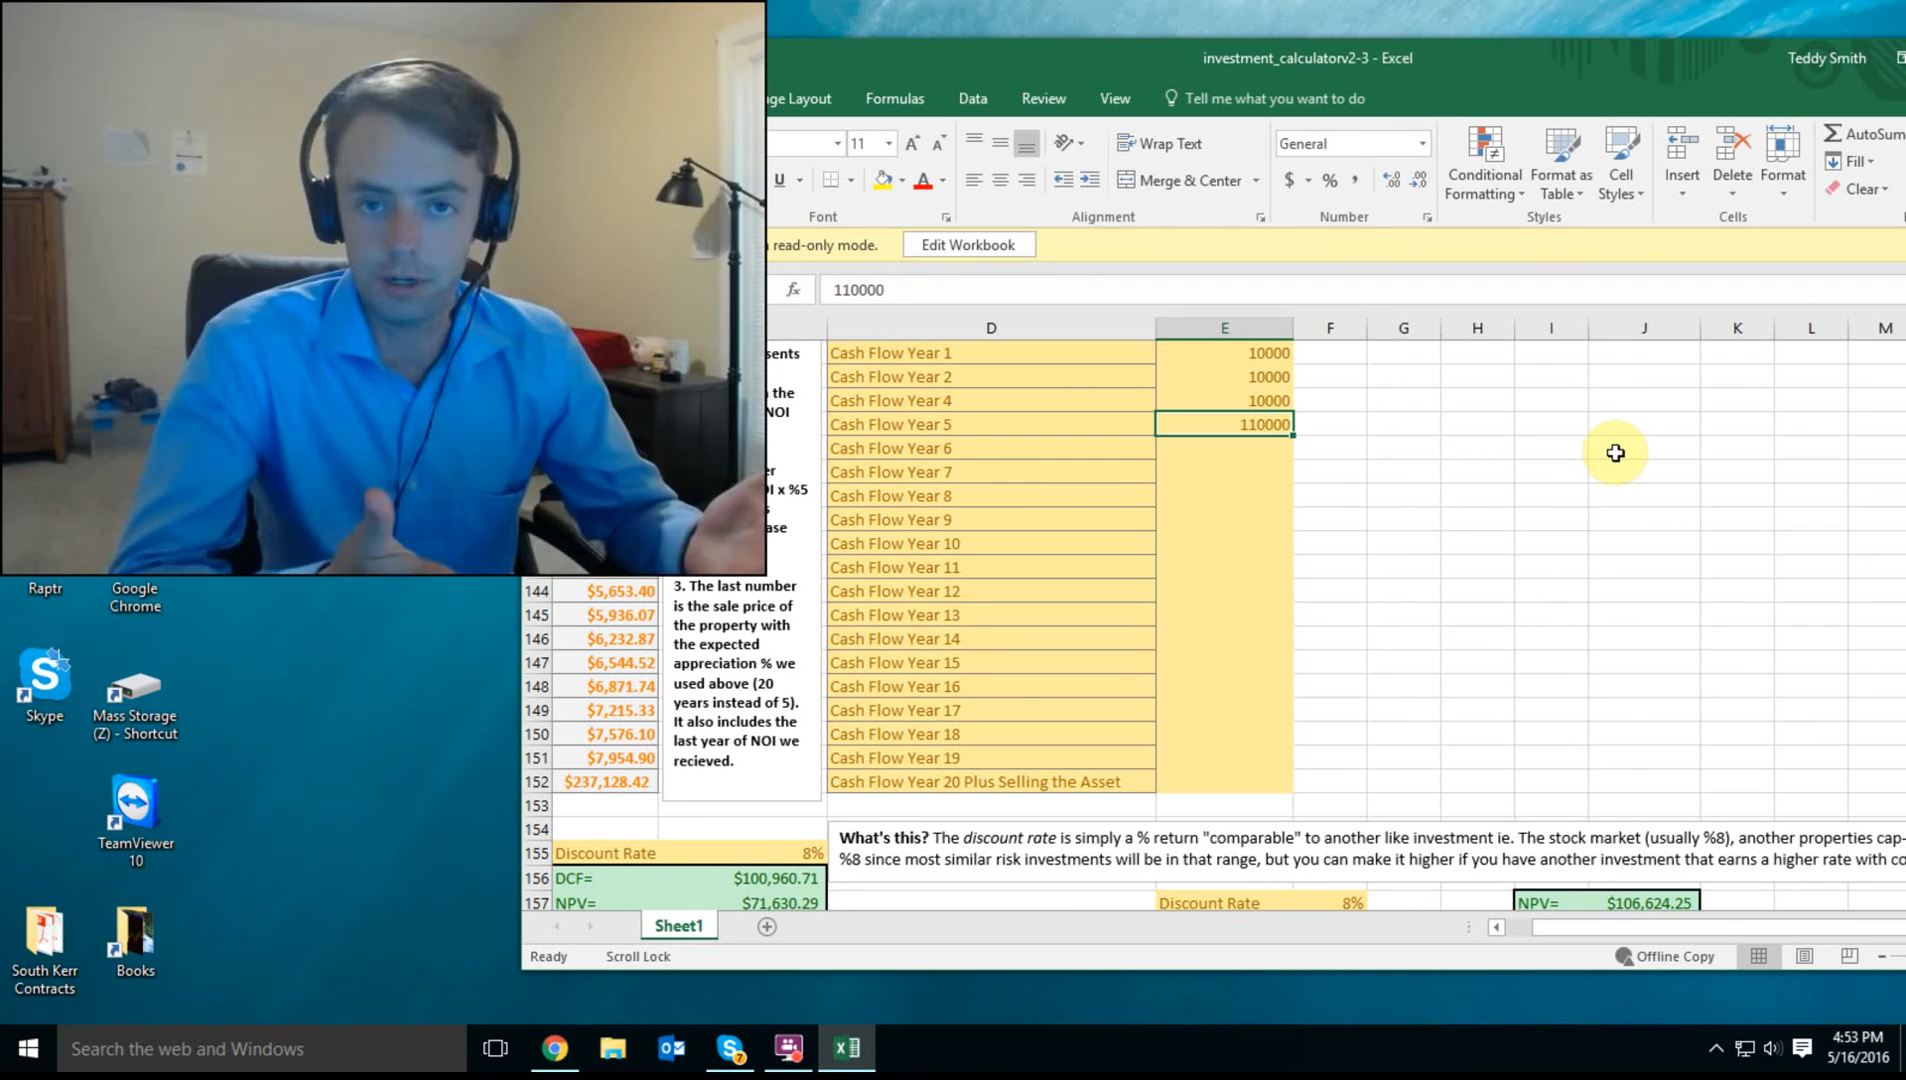 investment_calculatorv2-3 - Excel
Teddy Smith
ge Layout
Formulas
Data
Review
View
Tell me what you want to do
11
Wrap Text
General
Conditional Formatting
Format as Table
Cell Styles
Insert
Delete
Format
AutoSum
Fill
Clear
U
A
Merge & Center
$ % ,
Font
Alignment
Number
Styles
Cells
read-only mode.
Edit Workbook
fx
110000
D E F G H I J K L M
Cash Flow Year 1 10000
Cash Flow Year 2 10000
Cash Flow Year 4 10000
Cash Flow Year 5 110000
Cash Flow Year 6
Cash Flow Year 7
Cash Flow Year 8
Cash Flow Year 9
Cash Flow Year 10
Cash Flow Year 11
Cash Flow Year 12
Cash Flow Year 13
Cash Flow Year 14
Cash Flow Year 15
Cash Flow Year 16
Cash Flow Year 17
Cash Flow Year 18
Cash Flow Year 19
Cash Flow Year 20 Plus Selling the Asset
sents
the
NOI
er
OI x %5
s
ase
3. The last number
is the sale price of
the property with
the expected
appreciation % we
used above (20
years instead of 5).
It also includes the
last year of NOI we
recieved.
144 $5,653.40
145 $5,936.07
146 $6,232.87
147 $6,544.52
148 $6,871.74
149 $7,215.33
150 $7,576.10
151 $7,954.90
152 $237,128.42
153
154
155 Discount Rate 8%
156 DCF= $100,960.71
157 NPV= $71,630.29
What's this? The discount rate is simply a % return "comparable" to another like investment ie. The stock market (usually %8), another properties cap-
%8 since most similar risk investments will be in that range, but you can make it higher if you have another investment that earns a higher rate with co
Discount Rate 8%
NPV= $106,624.25
Sheet1
Ready
Scroll Lock
Offline Copy
Raptr
Google
Chrome
Skype
Mass Storage
(Z) - Shortcut
TeamViewer
10
South Kerr
Contracts
Books
Search the web and Windows
7
4:53 PM
5/16/2016